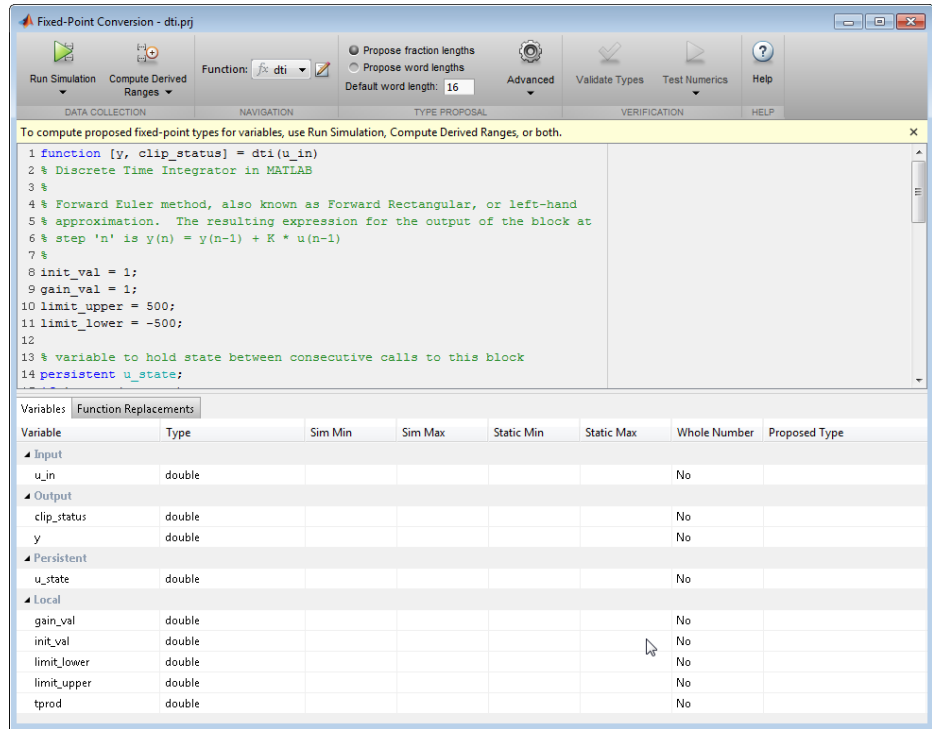 Fixed-Point Conversion - dti.prj
Run Simulation
Compute Derived Ranges
Function: fx dti
Propose fraction lengths
Propose word lengths
Default word length: 16
Advanced
Validate Types
Test Numerics
? Help
DATA COLLECTION NAVIGATION TYPE PROPOSAL VERIFICATION HELP
To compute proposed fixed-point types for variables, use Run Simulation, Compute Derived Ranges, or both.
1 function [y, clip_status] = dti(u_in)
2 % Discrete Time Integrator in MATLAB
3 %
4 % Forward Euler method, also known as Forward Rectangular, or left-hand
5 % approximation. The resulting expression for the output of the block at
6 % step 'n' is y(n) = y(n-1) + K * u(n-1)
7 %
8 init_val = 1;
9 gain_val = 1;
10 limit_upper = 500;
11 limit_lower = -500;
12
13 % variable to hold state between consecutive calls to this block
14 persistent u_state;
Variables Function Replacements
Variable Type Sim Min Sim Max Static Min Static Max Whole Number Proposed Type
Input
u_in double No
Output
clip_status double No
y double No
Persistent
u_state double No
Local
gain_val double No
init_val double No
limit_lower double No
limit_upper double No
tprod double No